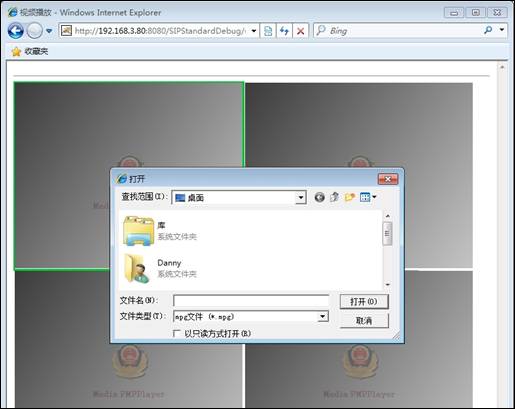 视频播放 - Windows Internet Explorer
http://192.168.3.80:8080/SIPStandardDebug/
Bing
收藏夹
打开
查找范围(I):
桌面
库
系统文件夹
Danny
系统文件夹
文件名(N):
打开(O)
文件类型(T):
mpg文件 (*.mpg)
取消
以只读方式打开(R)
Media PMPPlayer
Media PMPPlayer